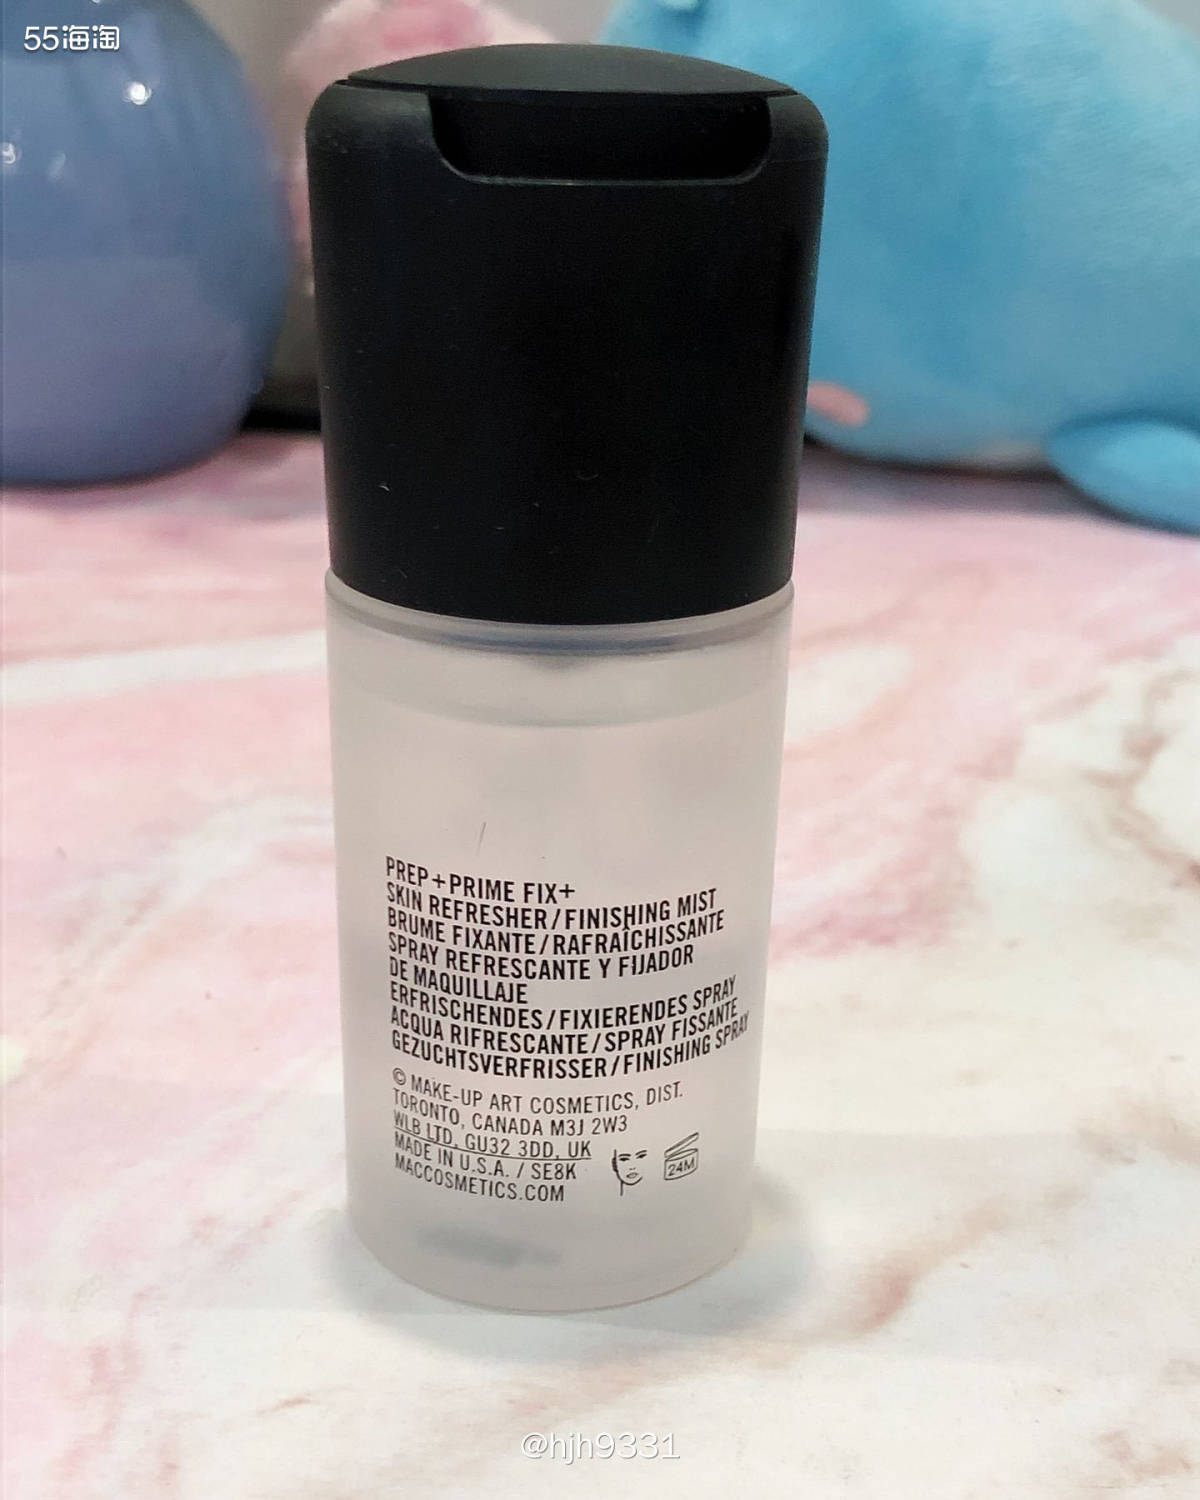 55海淘
PREP+PRIME FIX+
SKIN REFRESHER/FINISHING MIST
BRUME FIXANTE/RAFRAÎCHISSANTE
SPRAY REFRESCANTE Y FIJADOR
DE MAQUILLAJE
ERFRISCHENDES/FIXIERENDES SPRAY
ACQUA RIFRESCANTE/SPRAY FISSANTE
GEZUCHTSVERFRISSER/FINISHING SPRAY
© MAKE-UP ART COSMETICS, DIST.
TORONTO, CANADA M3J 2W3
WLB LTD, GU32 3DD, UK
MADE IN U.S.A. / SE8K
MACCOSMETICS.COM
24M
@hjh9331